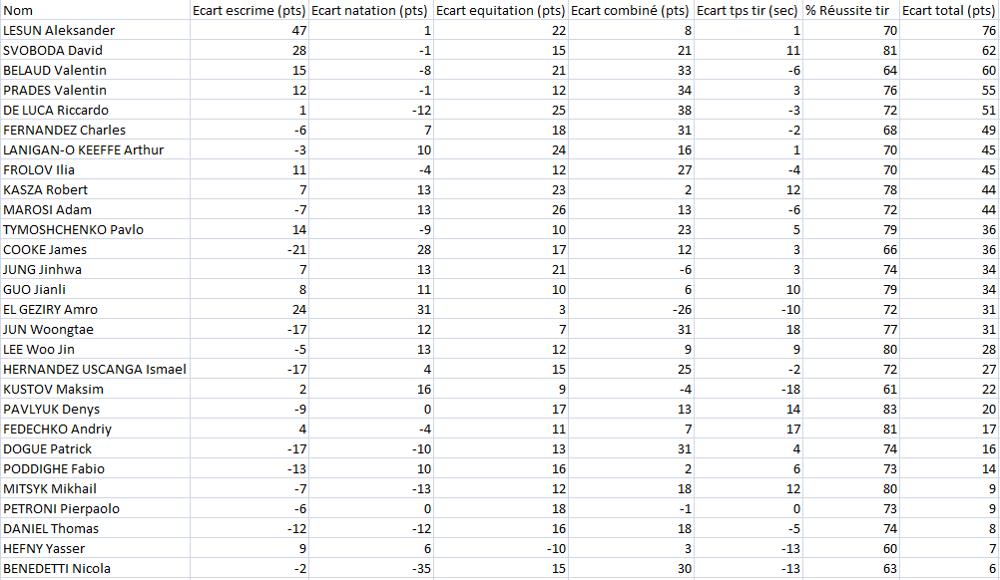 Nom Ecart escrime (pts) Ecart natation (pts) Ecart equitation (pts) Ecart combiné (pts) Ecart tps tir (sec) % Réussite tir Ecart total (pts)
LESUN Aleksander 47 1 22 8 1 70 76
SVOBODA David 28 -1 15 21 11 81 62
BELAUD Valentin 15 -8 21 33 -6 64 60
PRADES Valentin 12 -1 12 34 3 76 55
DE LUCA Riccardo 1 -12 25 38 -3 72 51
FERNANDEZ Charles -6 7 18 31 -2 68 49
LANIGAN-O KEEFFE Arthur -3 10 24 16 1 70 45
FROLOV Ilia 11 -4 12 27 -4 70 45
KASZA Robert 7 13 23 2 12 78 44
MAROSI Adam -7 13 26 13 -6 72 44
TYMOSHCHENKO Pavlo 14 -9 10 23 5 79 36
COOKE James -21 28 17 12 3 66 36
JUNG Jinhwa 7 13 21 -6 3 74 34
GUO Jianli 8 11 10 6 10 79 34
EL GEZIRY Amro 24 31 3 -26 -10 72 31
JUN Woongtae -17 12 7 31 18 77 31
LEE Woo Jin -5 13 12 9 9 80 28
HERNANDEZ USCANGA Ismael -17 4 15 25 -2 72 27
KUSTOV Maksim 2 16 9 -4 -18 61 22
PAVLYUK Denys -9 0 17 13 14 83 20
FEDECHKO Andriy 4 -4 11 7 17 81 17
DOGUE Patrick -17 -10 13 31 4 74 16
PODDIGHE Fabio -13 10 16 2 6 73 14
MITSYK Mikhail -7 -13 12 18 12 80 9
PETRONI Pierpaolo -6 0 18 -1 0 73 9
DANIEL Thomas -12 -12 16 18 -5 74 8
HEFNY Yasser 9 6 -10 3 -13 60 7
BENEDETTI Nicola -2 -35 15 30 -13 63 6